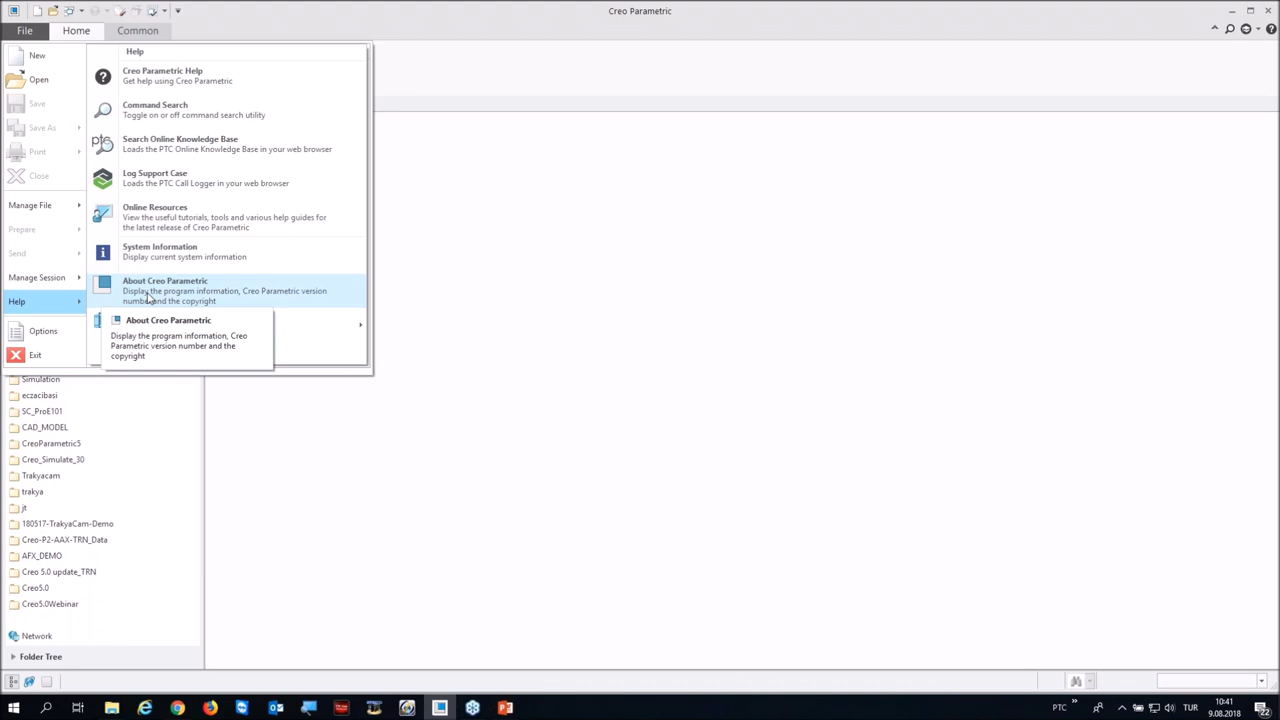 Creo Parametric
File
Home
Common
New
Open
Save
Save As
Print
Close
Manage File
Prepare
Send
Manage Session
Help
Options
Exit
Help
Creo Parametric Help
Get help using Creo Parametric
Command Search
Toggle on or off command search utility
ptc
Search Online Knowledge Base
Loads the PTC Online Knowledge Base in your web browser
Log Support Case
Loads the PTC Call Logger in your web browser
Online Resources
View the useful tutorials, tools and various help guides for
the latest release of Creo Parametric
System Information
Display current system information
About Creo Parametric
Display the program information, Creo Parametric version
number and the copyright
About Creo Parametric
Display the program information, Creo
Parametric version number and the
copyright
Simulation
eczacibasi
SC_ProE101
CAD_MODEL
CreoParametric5
Creo_Simulate_30
Trakyacam
trakya
jt
180517-TrakyaCam-Demo
Creo-P2-AAX-TRN_Data
AFX_DEMO
Creo 5.0 update_TRN
Creo5.0
Creo5.0Webinar
Network
Folder Tree
PTC
TUR
10:41
9.08.2018
22